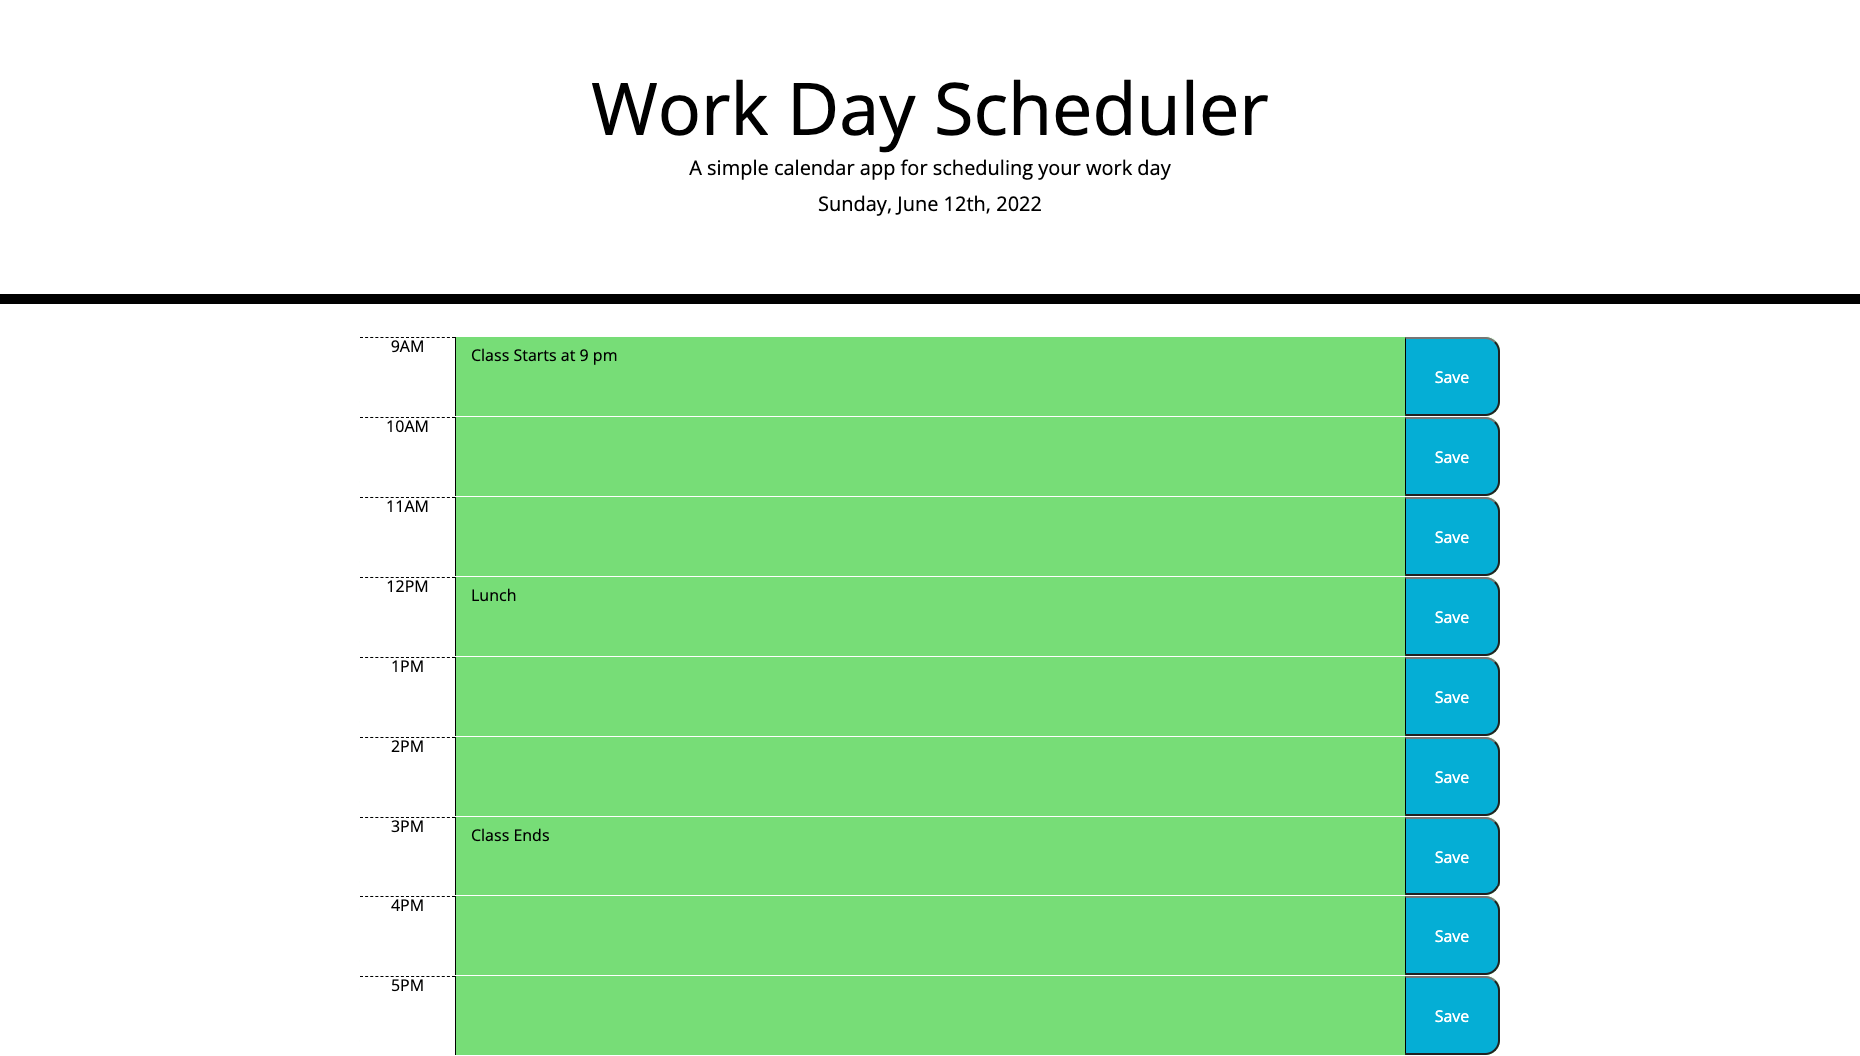 Work Day Scheduler
A simple calendar app for scheduling your work day
Sunday, June 12th, 2022
9AM Class Starts at 9 pm Save
10AM Save
11AM Save
12PM Lunch Save
1PM Save
2PM Save
3PM Class Ends Save
4PM Save
5PM Save